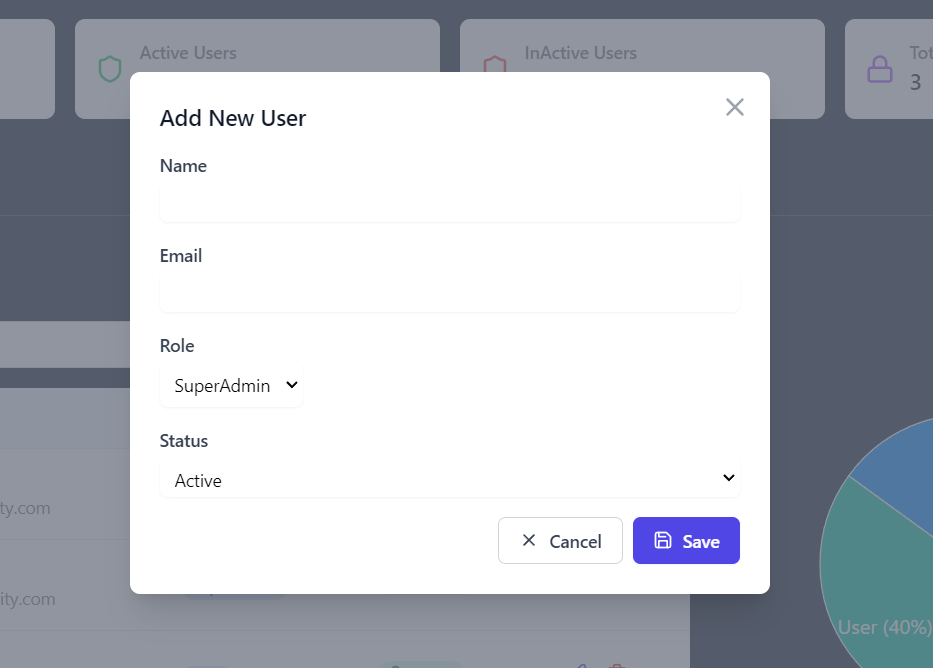 Active Users
InActive Users
Tot
3
Add New User
Name
Email
Role
SuperAdmin
Status
Active
Cancel
Save
ty.com
ity.com
User (40%)